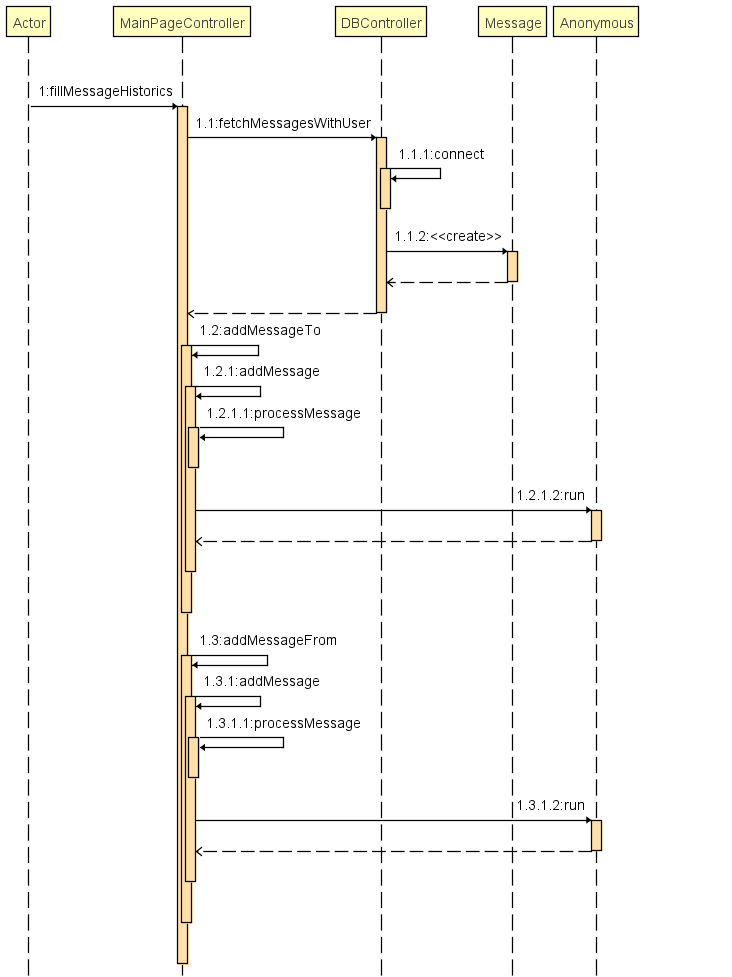 Actor MainPageController DBController Message Anonymous
1:fillMessageHistorics
1.1:fetchMessagesWithUser
1.1.1:connect
1.1.2:<<create>>
1.2:addMessageTo
1.2.1:addMessage
1.2.1.1:processMessage
1.2.1.2:run
1.3:addMessageFrom
1.3.1:addMessage
1.3.1.1:processMessage
1.3.1.2:run